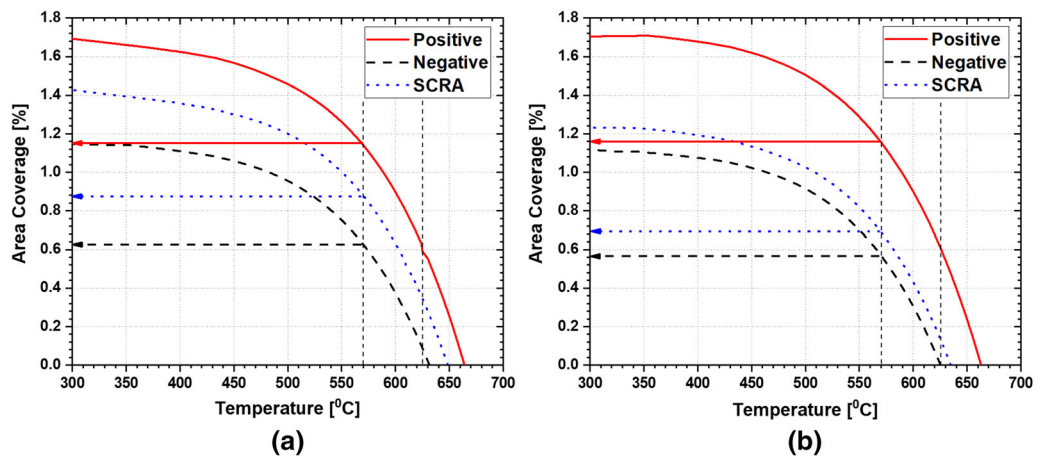 1.8
1.6
1.4
1.2
1.0
0.8
0.6
0.4
0.2
0.0
Area Coverage [%]
Positive
Negative
SCRA
300 350 400 450 500 550 600 650 700
Temperature [⁰C]
(a)
1.8
1.6
1.4
1.2
1.0
0.8
0.6
0.4
0.2
0.0
Area Coverage [%]
Positive
Negative
SCRA
300 350 400 450 500 550 600 650 700
Temperature [⁰C]
(b)